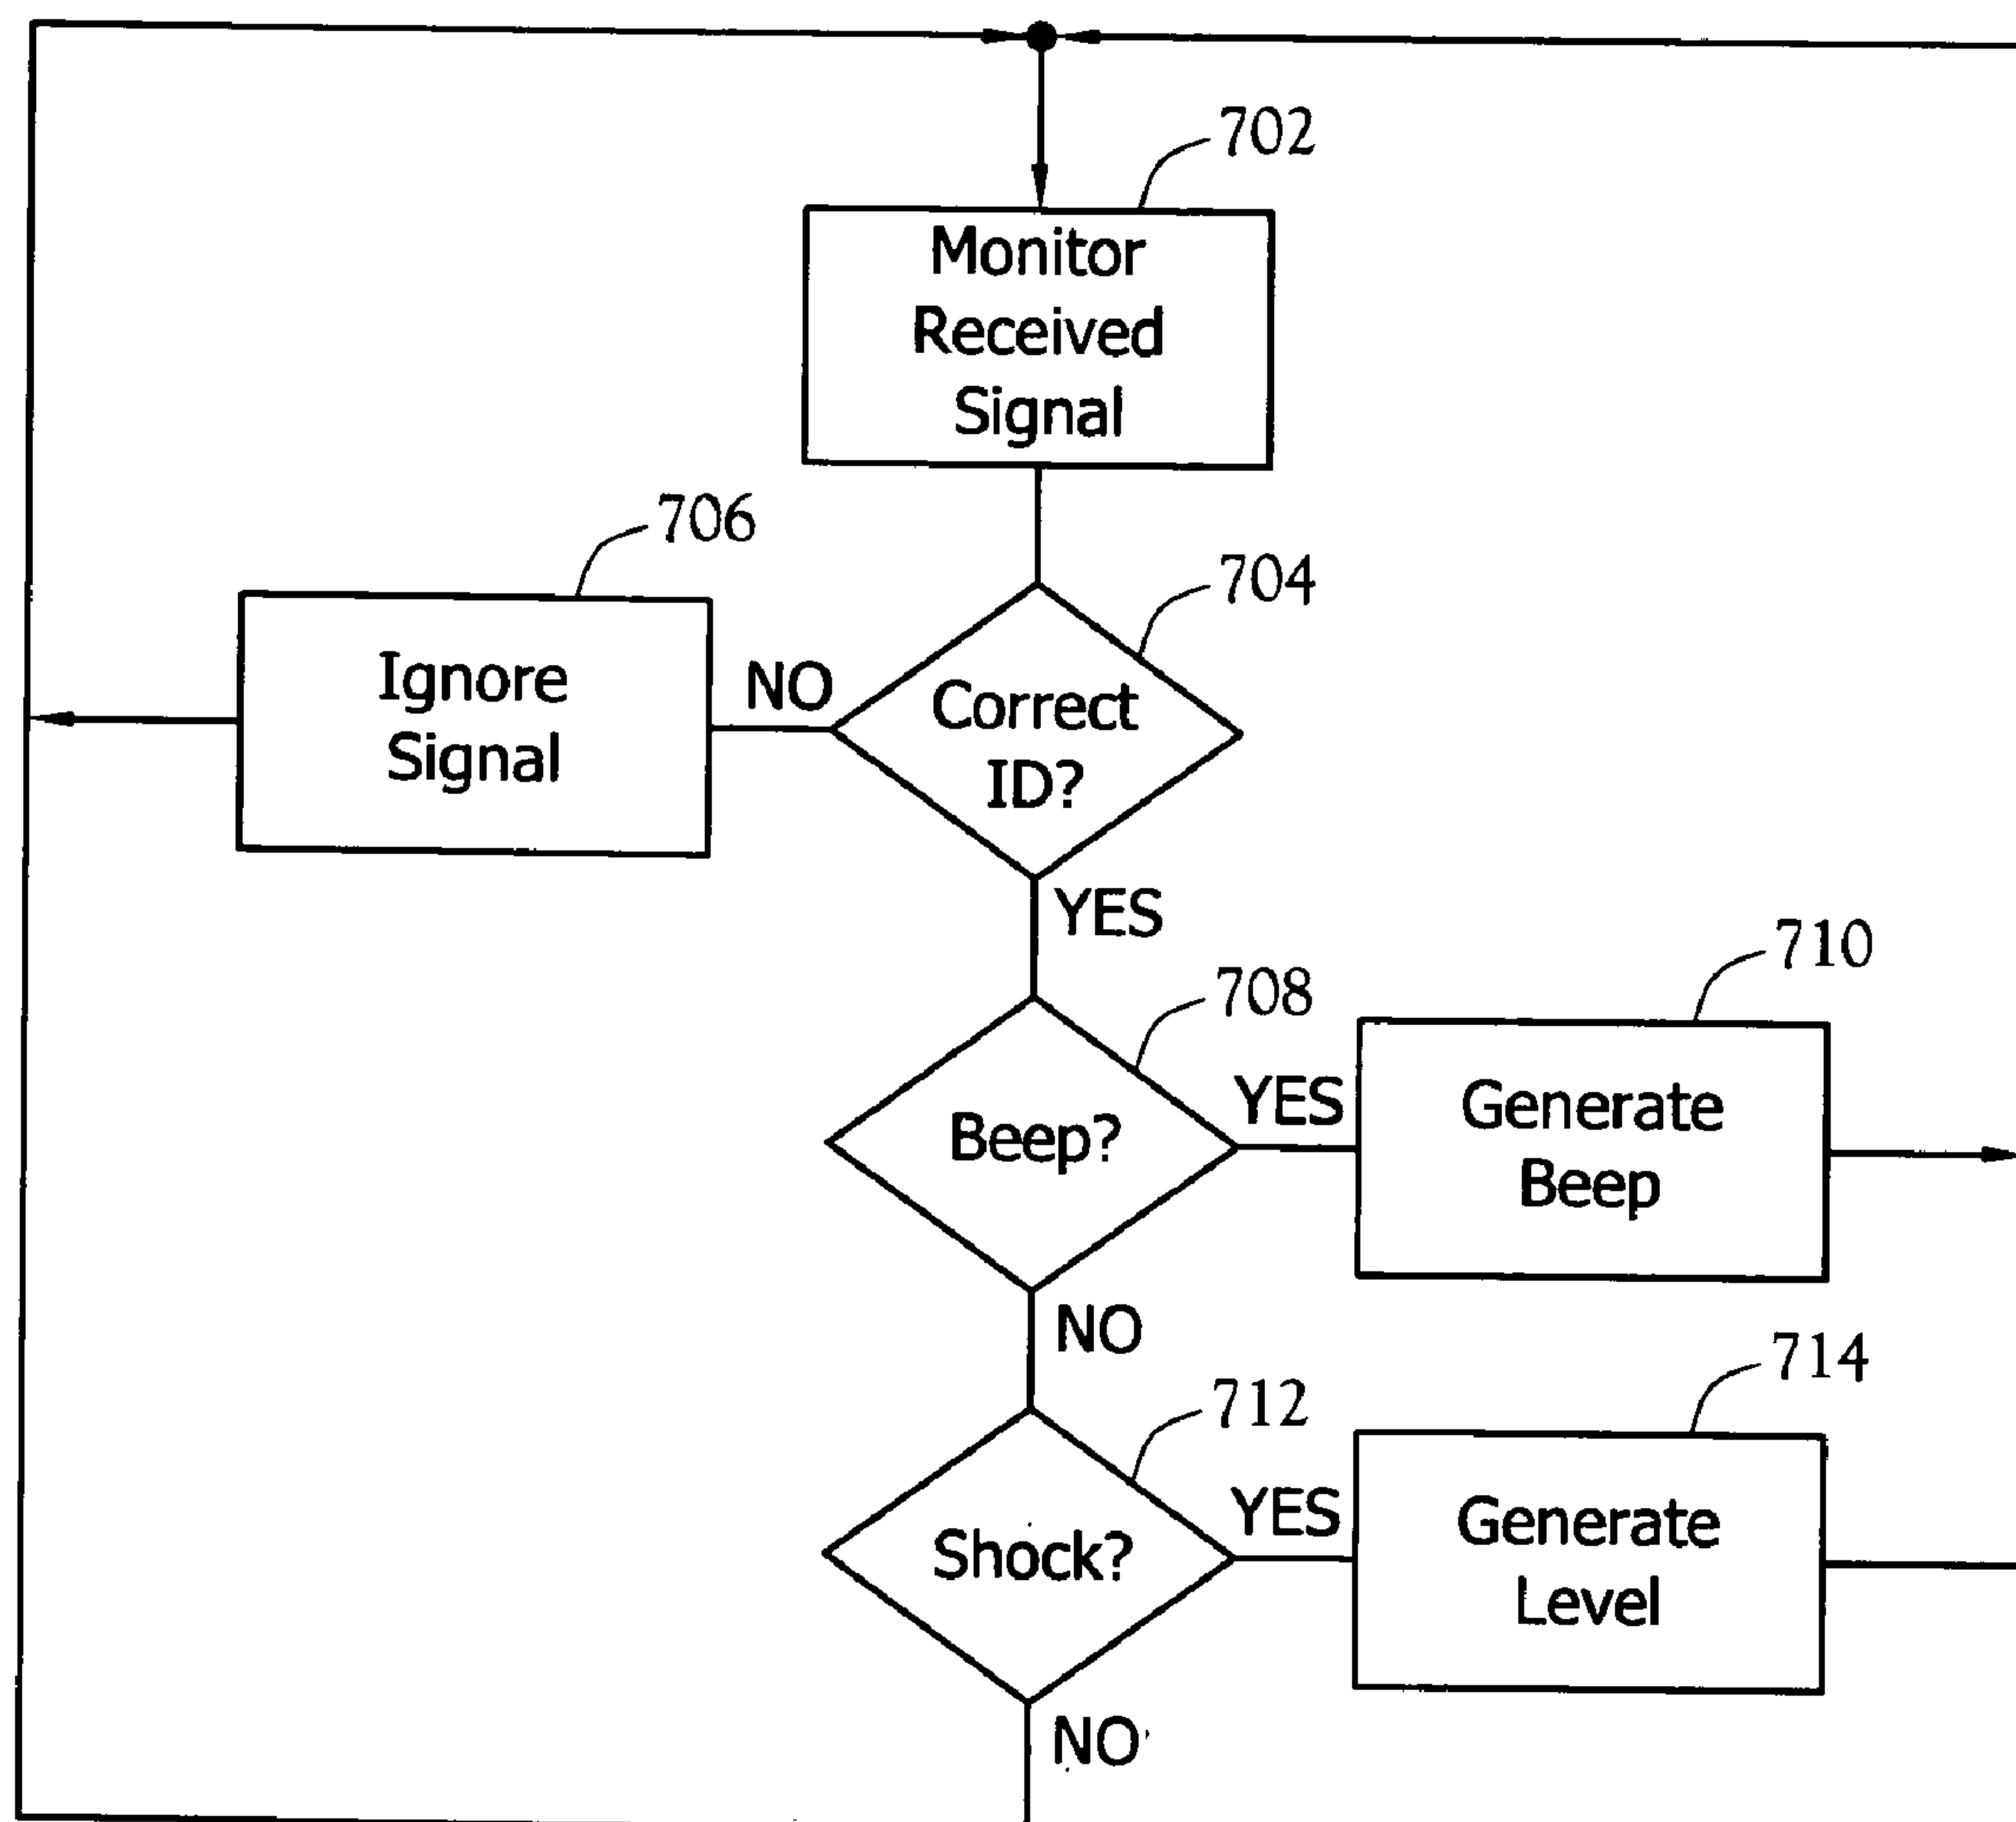 702
Monitor
Received
Signal
706
704
Ignore
Signal
NO
Correct
ID?
YES
710
708
Beep?
YES
Generate
Beep
NO
714
712
Shock?
YES
Generate
Level
NO